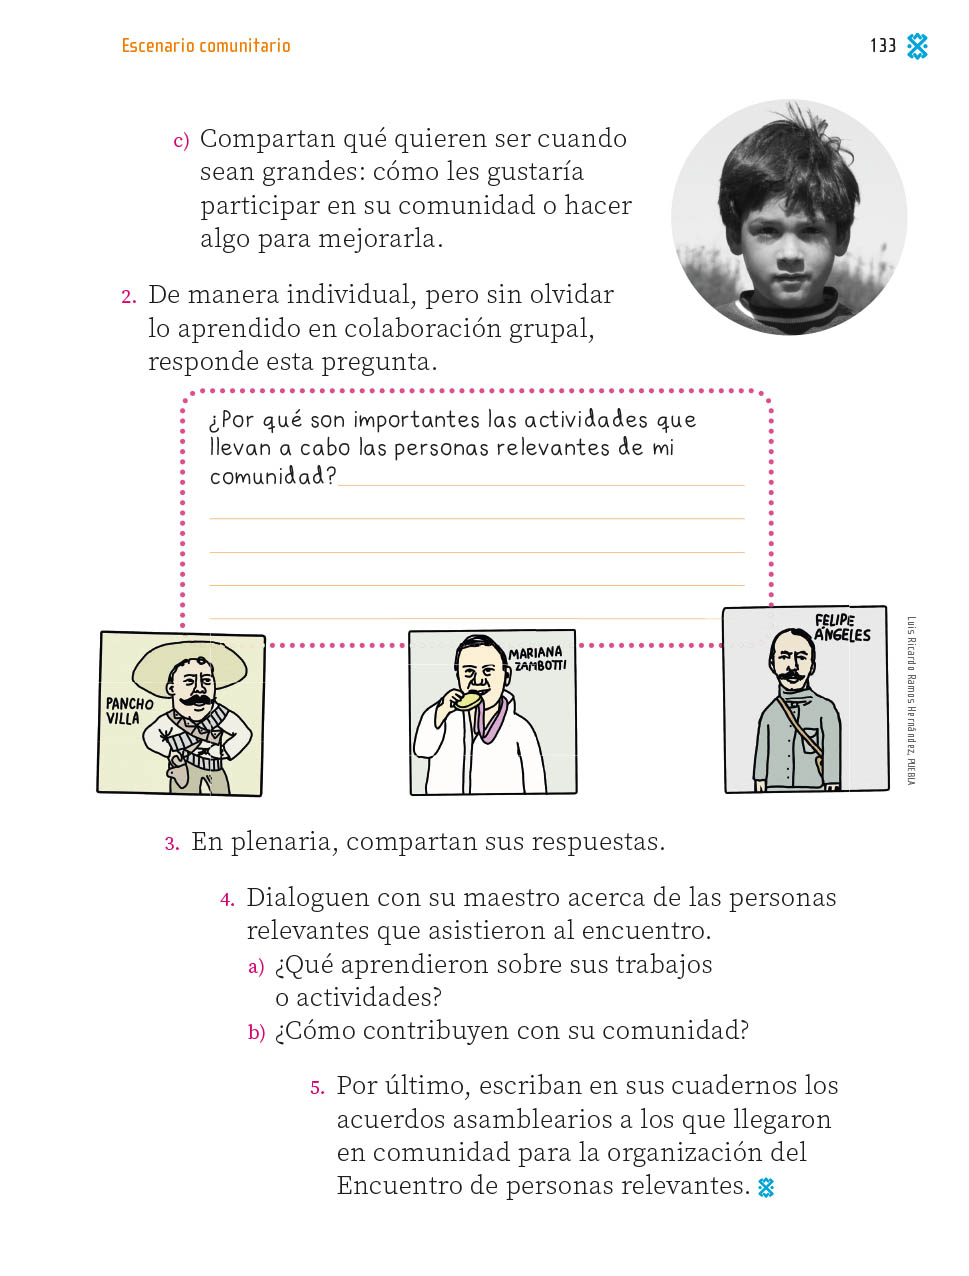 Escenario comunitario
133
c) Compartan qué quieren ser cuando
sean grandes: cómo les gustaría
participar en su comunidad o hacer
algo para mejorarla.
2. De manera individual, pero sin olvidar
lo aprendido en colaboración grupal,
responde esta pregunta.
¿Por qué son importantes las actividades que
llevan a cabo las personas relevantes de mi
comunidad?
PANCHO
VILLA
MARIANA
ZAMBOTTI
FELIPE
ÁNGELES
Luis Ricardo Ramos Hernández, PUEBLA
3. En plenaria, compartan sus respuestas.
4. Dialoguen con su maestro acerca de las personas
relevantes que asistieron al encuentro.
a) ¿Qué aprendieron sobre sus trabajos
o actividades?
b) ¿Cómo contribuyen con su comunidad?
5. Por último, escriban en sus cuadernos los
acuerdos asamblearios a los que llegaron
en comunidad para la organización del
Encuentro de personas relevantes.